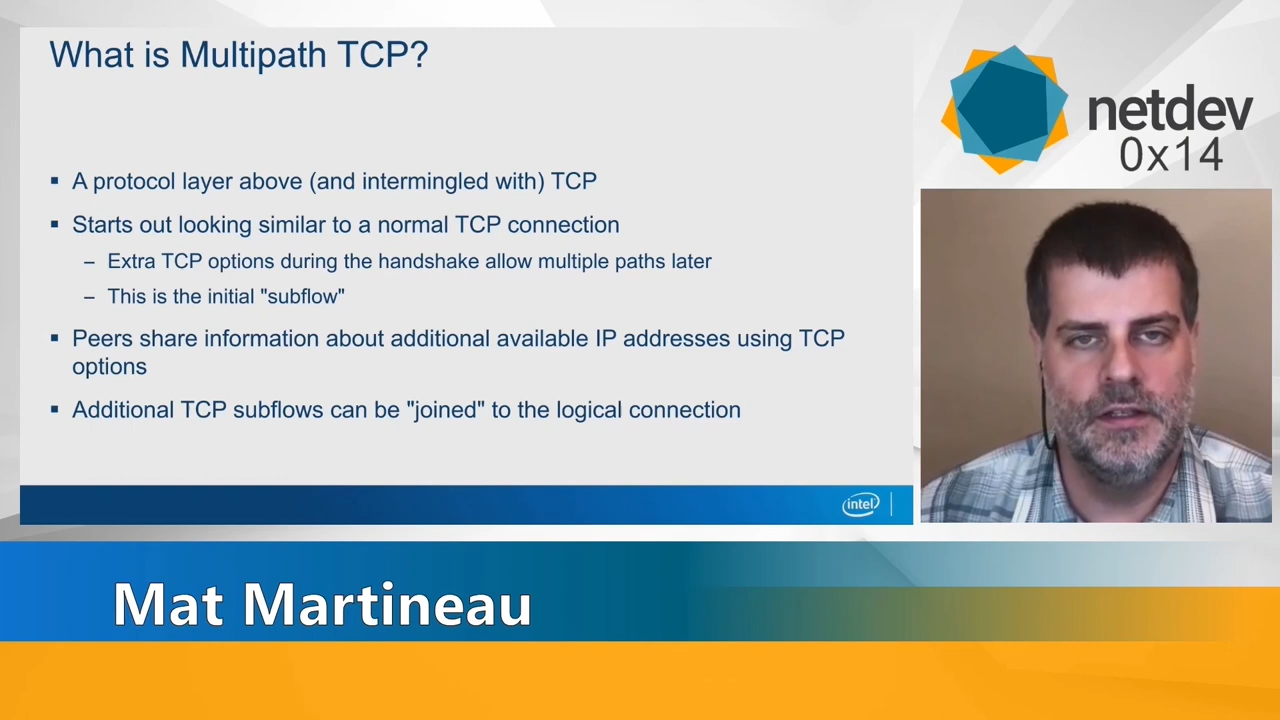 What is Multipath TCP?
▪ A protocol layer above (and intermingled with) TCP
▪ Starts out looking similar to a normal TCP connection
– Extra TCP options during the handshake allow multiple paths later
– This is the initial "subflow"
▪ Peers share information about additional available IP addresses using TCP
options
▪ Additional TCP subflows can be "joined" to the logical connection
intel
netdev
0x14
Mat Martineau